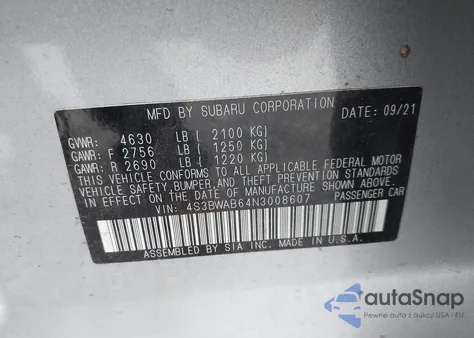 MFD BY SUBARU CORPORATION DATE: 09/21
GVWR: 4630 LB ( 2100 KG)
GAWR: F 2756 LB ( 1250 KG)
GAWR: R 2690 LB ( 1220 KG)
THIS VEHICLE CONFORMS TO ALL APPLICABLE FEDERAL MOTOR
VEHICLE SAFETY, BUMPER, AND THEFT PREVENTION STANDARDS
IN EFFECT ON THE DATE OF MANUFACTURE SHOWN ABOVE.
VIN: 4S3BWAB64N3008607 PASSENGER CAR
ASSEMBLED BY SIA INC. MADE IN U.S.A.
autaSnap
Pewne auta z aukcji USA i EU